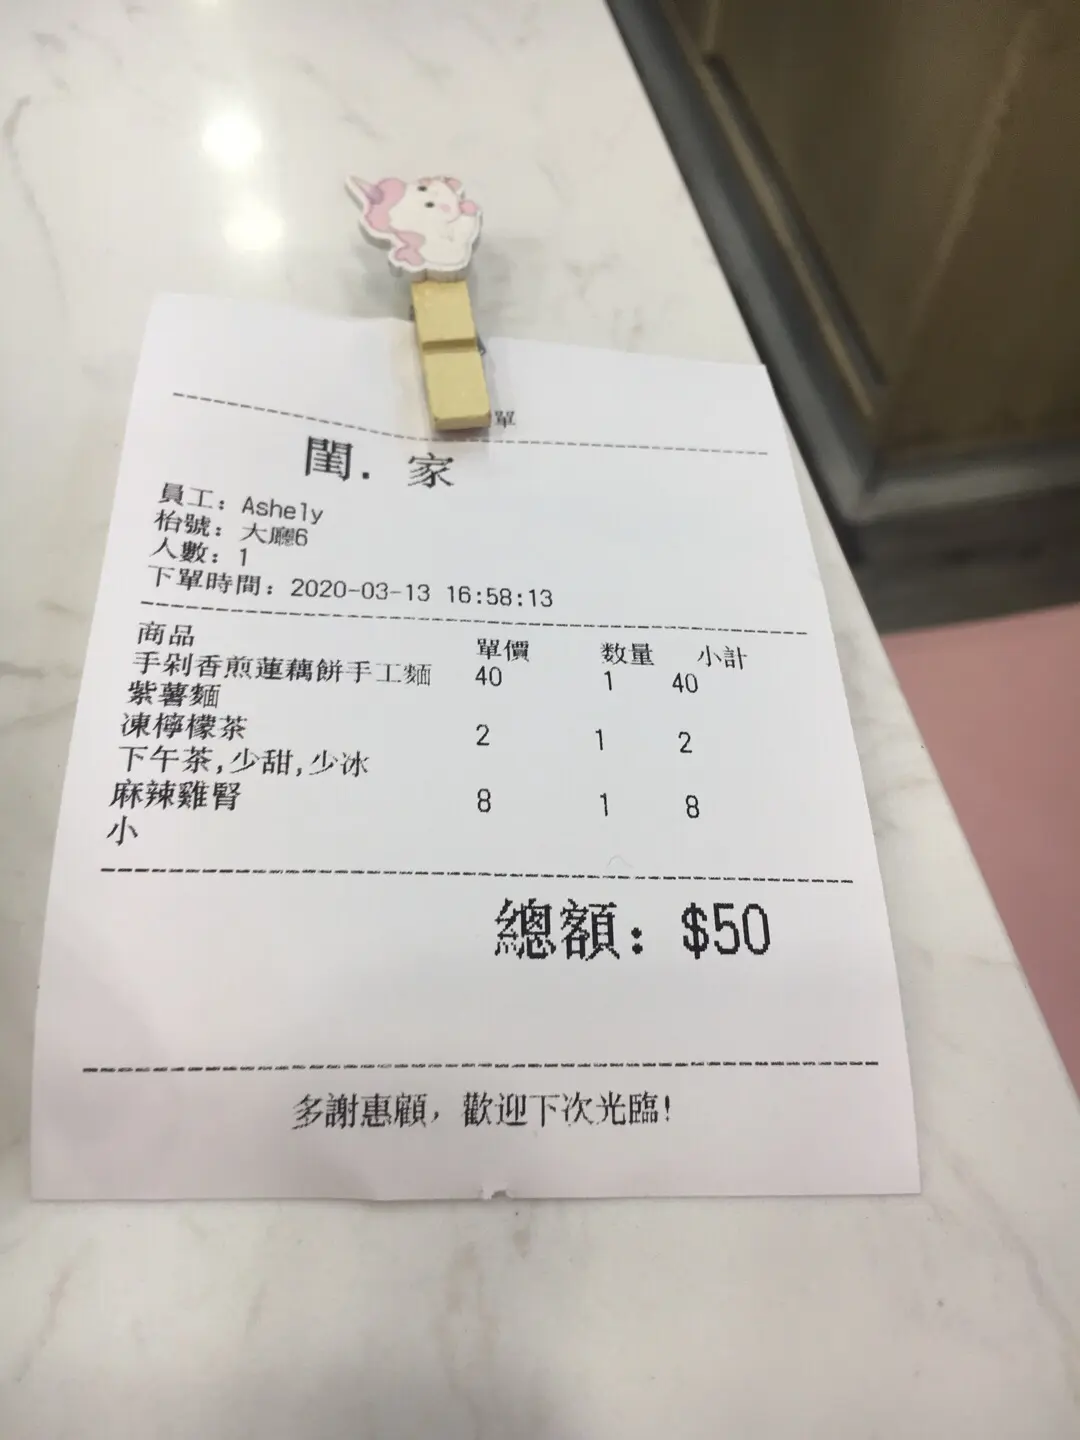 單
閨. 家
員工: Ashely
枱號: 大廳6
人數: 1
下單時間: 2020-03-13 16:58:13
商品 單價 数量 小計
手剁香煎蓮藕餅手工麵 40 1 40
紫薯麵
凍檸檬茶 2 1 2
下午茶,少甜,少冰
麻辣雞腎 8 1 8
小
總額: $50
多謝惠顧, 歡迎下次光臨!